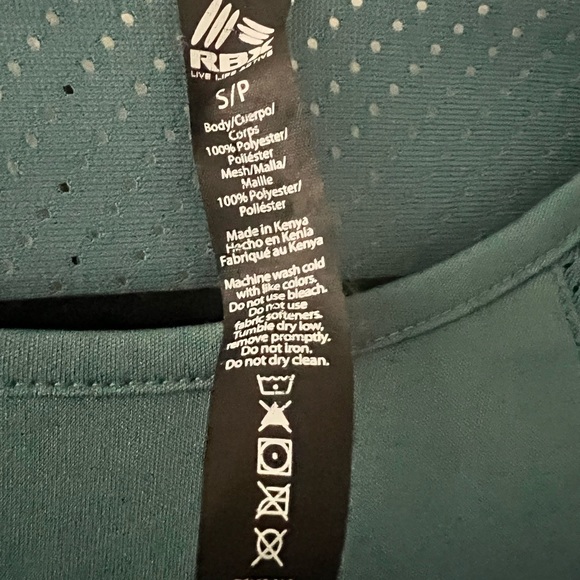 RBX
LIVE LIFE ACTIVE
S/P
Body/Cuerpo/
Corps
100% Polyester/
Poliéster
Mesh/Malla/
Maille
100% Polyester/
Poliéster
Made in Kenya
Hecho en Kenia
Fabriqué au Kenya
Machine wash cold
with like colors.
Do not use bleach.
Do not use
fabric softeners.
Tumble dry low,
remove promptly.
Do not iron.
Do not dry clean.